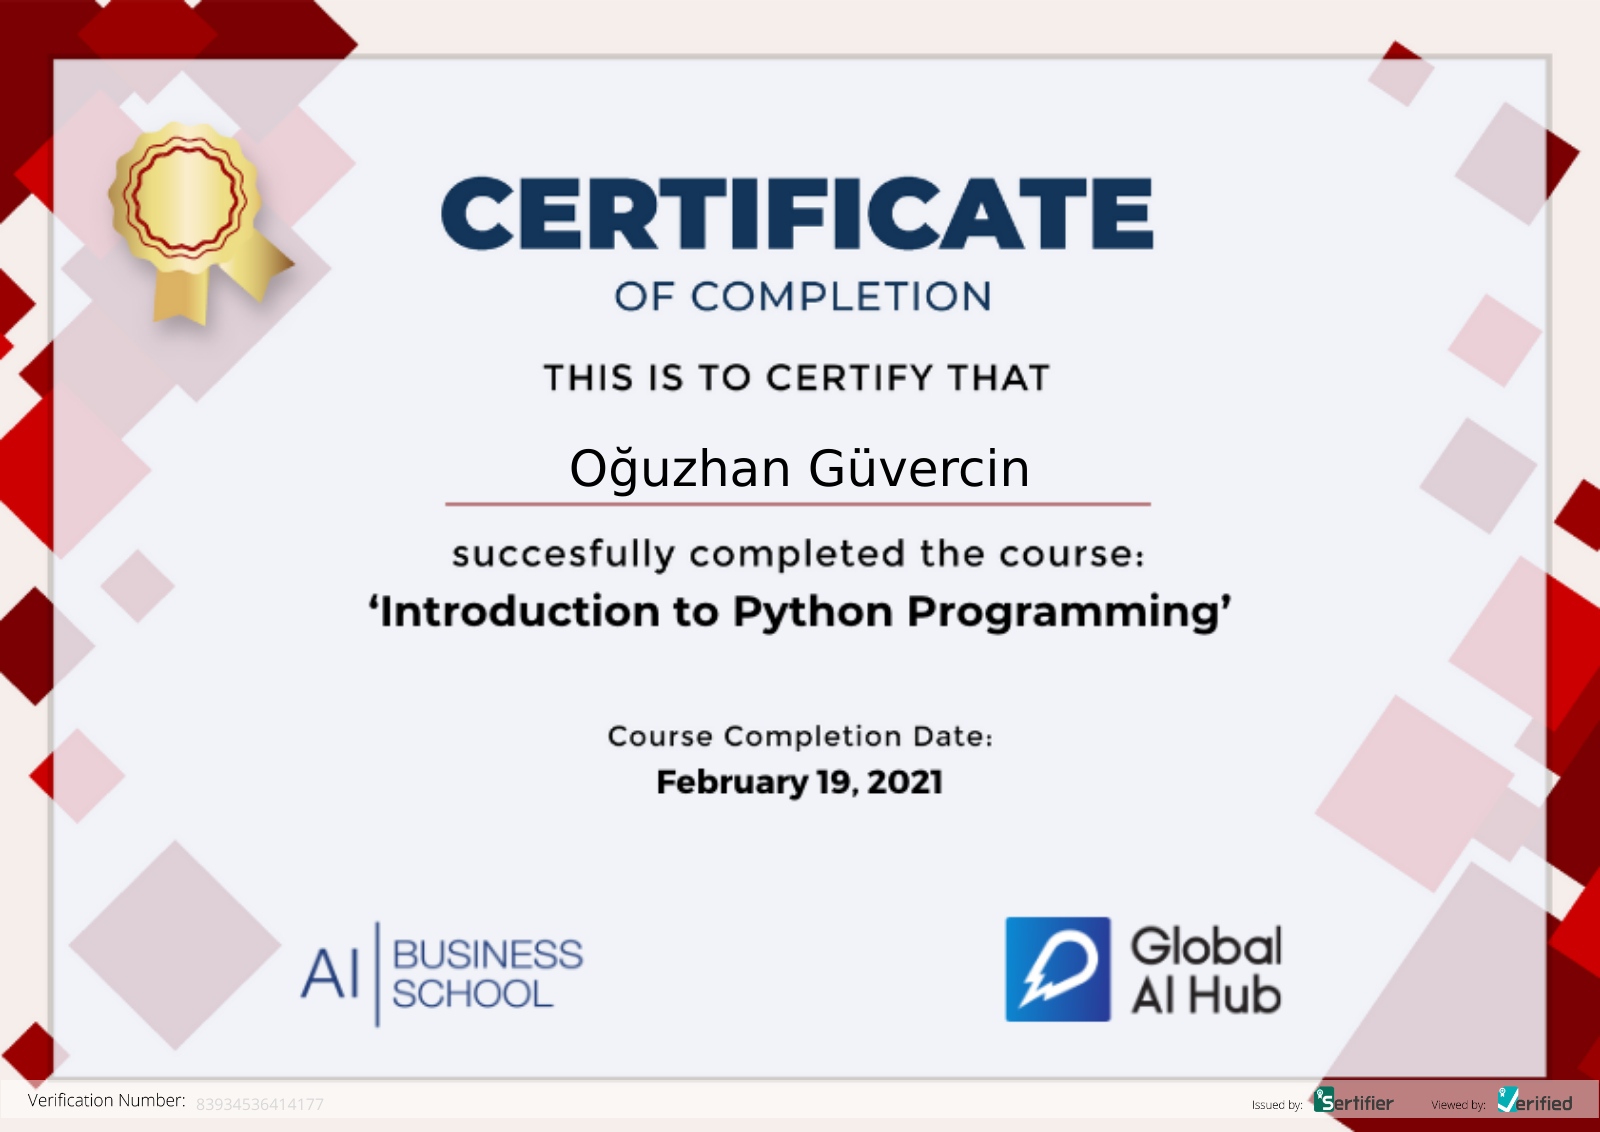 CERTIFICATE
OF COMPLETION
THIS IS TO CERTIFY THAT
Oğuzhan Güvercin
succesfully completed the course:
‘Introduction to Python Programming’
Course Completion Date:
February 19, 2021
AI BUSINESS
SCHOOL
Global
AI Hub
Verification Number: 83934536414177
Issued by: Sertifier Viewed by: Verified